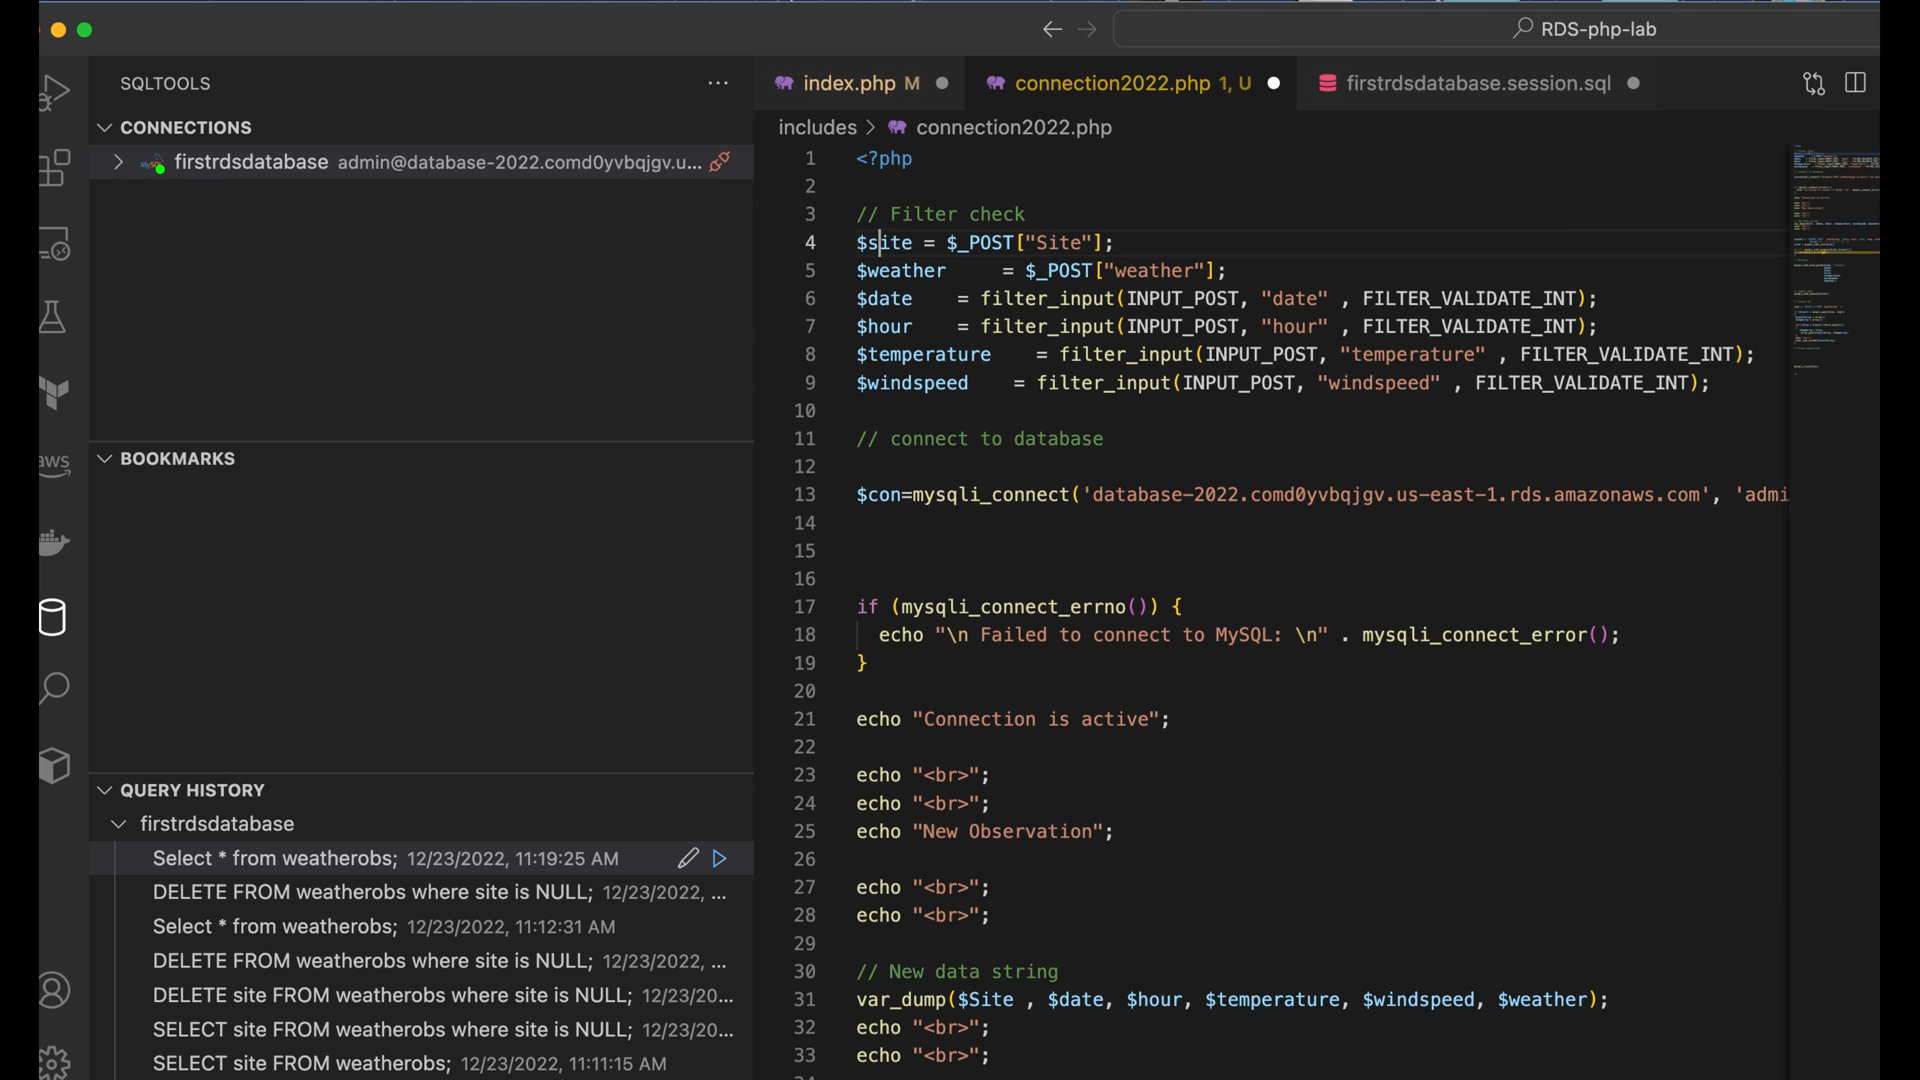 RDS-php-lab
SQLTOOLS
index.php M
connection2022.php 1, U
firstrdsdatabase.session.sql
CONNECTIONS
firstrdsdatabase admin@database-2022.comd0yvbqjgv.u...
BOOKMARKS
QUERY HISTORY
firstrdsdatabase
Select * from weatherobs; 12/23/2022, 11:19:25 AM
DELETE FROM weatherobs where site is NULL; 12/23/2022, ...
Select * from weatherobs; 12/23/2022, 11:12:31 AM
DELETE FROM weatherobs where site is NULL; 12/23/2022, ...
DELETE site FROM weatherobs where site is NULL; 12/23/20...
SELECT site FROM weatherobs where site is NULL; 12/23/20...
SELECT site FROM weatherobs; 12/23/2022, 11:11:15 AM
aws
includes > connection2022.php
1 <?php
2
3 // Filter check
4 $site = $_POST["Site"];
5 $weather = $_POST["weather"];
6 $date = filter_input(INPUT_POST, "date" , FILTER_VALIDATE_INT);
7 $hour = filter_input(INPUT_POST, "hour" , FILTER_VALIDATE_INT);
8 $temperature = filter_input(INPUT_POST, "temperature" , FILTER_VALIDATE_INT);
9 $windspeed = filter_input(INPUT_POST, "windspeed" , FILTER_VALIDATE_INT);
10
11 // connect to database
12
13 $con=mysqli_connect('database-2022.comd0yvbqjgv.us-east-1.rds.amazonaws.com', 'admi
14
15
16
17 if (mysqli_connect_errno()) {
18 echo "\n Failed to connect to MySQL: \n" . mysqli_connect_error();
19 }
20
21 echo "Connection is active";
22
23 echo "<br>";
24 echo "<br>";
25 echo "New Observation";
26
27 echo "<br>";
28 echo "<br>";
29
30 // New data string
31 var_dump($Site , $date, $hour, $temperature, $windspeed, $weather);
32 echo "<br>";
33 echo "<br>";